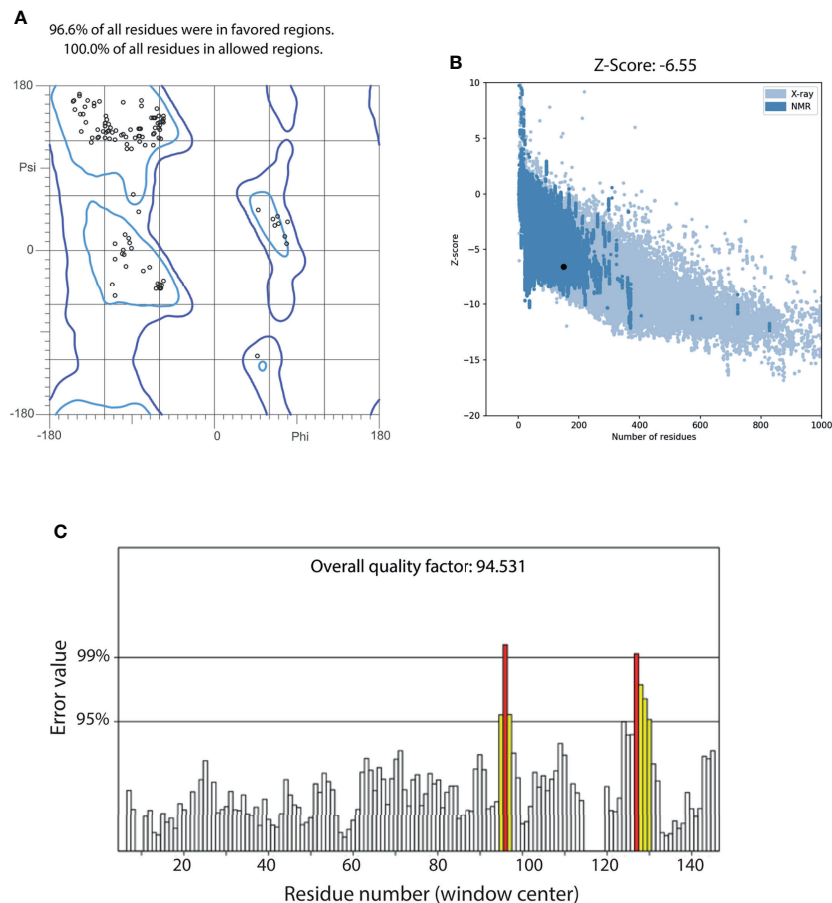 A
96.6% of all residues were in favored regions.
100.0% of all residues in allowed regions.
180
Psi
0
-180
-180
0
Phi
180
B
Z-Score: -6.55
X-ray
NMR
10
5
0
−5
−10
−15
−20
Z-score
0
200
400
600
800
1000
Number of residues
C
Overall quality factor: 94.531
99%
95%
Error value
20
40
60
80
100
120
140
Residue number (window center)